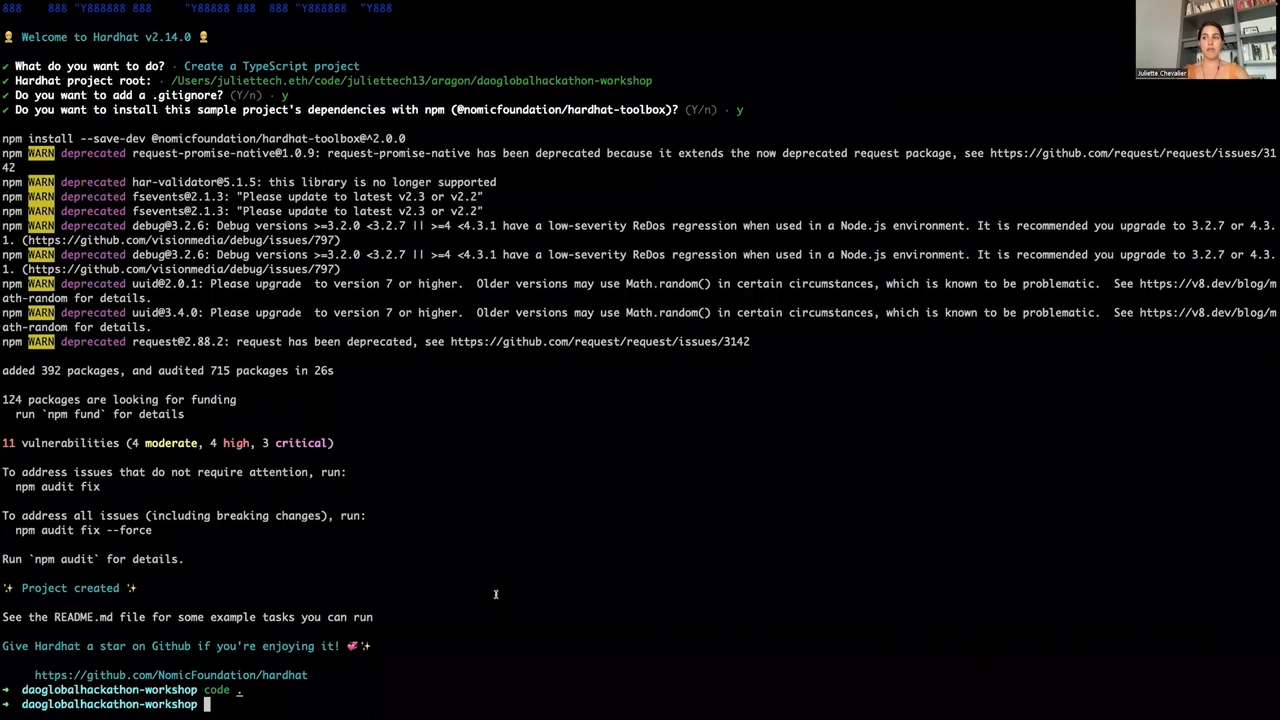 888    888 "Y888888 888     "Y88888 888  888 "Y888888  "Y888
👷 Welcome to Hardhat v2.14.0 👷
✔ What do you want to do? · Create a TypeScript project
✔ Hardhat project root: · /Users/juliettech.eth/code/juliettech13/aragon/daoglobalhackathon-workshop
✔ Do you want to add a .gitignore? (Y/n) · y
✔ Do you want to install this sample project's dependencies with npm (@nomicfoundation/hardhat-toolbox)? (Y/n) · y
npm install --save-dev @nomicfoundation/hardhat-toolbox@^2.0.0
npm WARN deprecated request-promise-native@1.0.9: request-promise-native has been deprecated because it extends the now deprecated request package, see https://github.com/request/request/issues/31
42
npm WARN deprecated har-validator@5.1.5: this library is no longer supported
npm WARN deprecated fsevents@2.1.3: "Please update to latest v2.3 or v2.2"
npm WARN deprecated fsevents@2.1.3: "Please update to latest v2.3 or v2.2"
npm WARN deprecated debug@3.2.6: Debug versions >=3.2.0 <3.2.7 || >=4 <4.3.1 have a low-severity ReDos regression when used in a Node.js environment. It is recommended you upgrade to 3.2.7 or 4.3.
1. (https://github.com/visionmedia/debug/issues/797)
npm WARN deprecated debug@3.2.6: Debug versions >=3.2.0 <3.2.7 || >=4 <4.3.1 have a low-severity ReDos regression when used in a Node.js environment. It is recommended you upgrade to 3.2.7 or 4.3.
1. (https://github.com/visionmedia/debug/issues/797)
npm WARN deprecated uuid@2.0.1: Please upgrade  to version 7 or higher.  Older versions may use Math.random() in certain circumstances, which is known to be problematic.  See https://v8.dev/blog/m
ath-random for details.
npm WARN deprecated uuid@3.4.0: Please upgrade  to version 7 or higher.  Older versions may use Math.random() in certain circumstances, which is known to be problematic.  See https://v8.dev/blog/m
ath-random for details.
npm WARN deprecated request@2.88.2: request has been deprecated, see https://github.com/request/request/issues/3142
added 392 packages, and audited 715 packages in 26s
124 packages are looking for funding
run `npm fund` for details
11 vulnerabilities (4 moderate, 4 high, 3 critical)
To address issues that do not require attention, run:
npm audit fix
To address all issues (including breaking changes), run:
npm audit fix --force
Run `npm audit` for details.
✨ Project created ✨
See the README.md file for some example tasks you can run
Give Hardhat a star on Github if you're enjoying it! 💞✨
https://github.com/NomicFoundation/hardhat
➜  daoglobalhackathon-workshop code .
➜  daoglobalhackathon-workshop
Juliette Chevalier